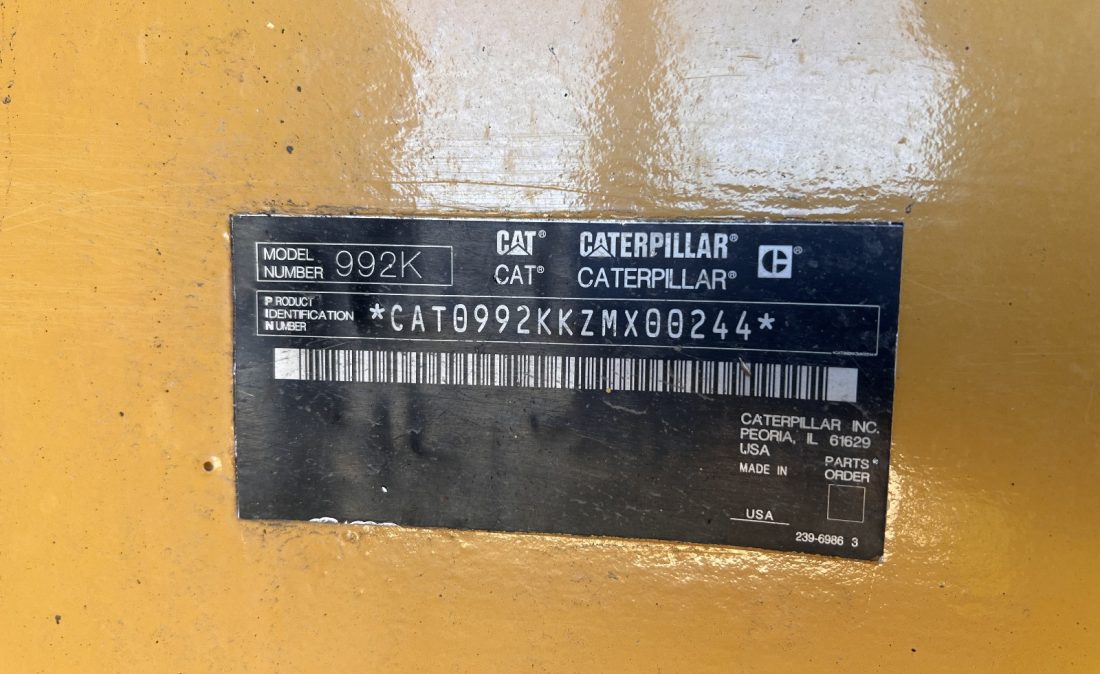 MODEL NUMBER 992K
CAT® CATERPILLAR® C®
CAT® CATERPILLAR®
PRODUCT
IDENTIFICATION
NUMBER
*CAT0992KKZMX00244*
CATERPILLAR INC.
PEORIA, IL 61629
USA
MADE IN
USA
PARTS
ORDER
239-6986 3